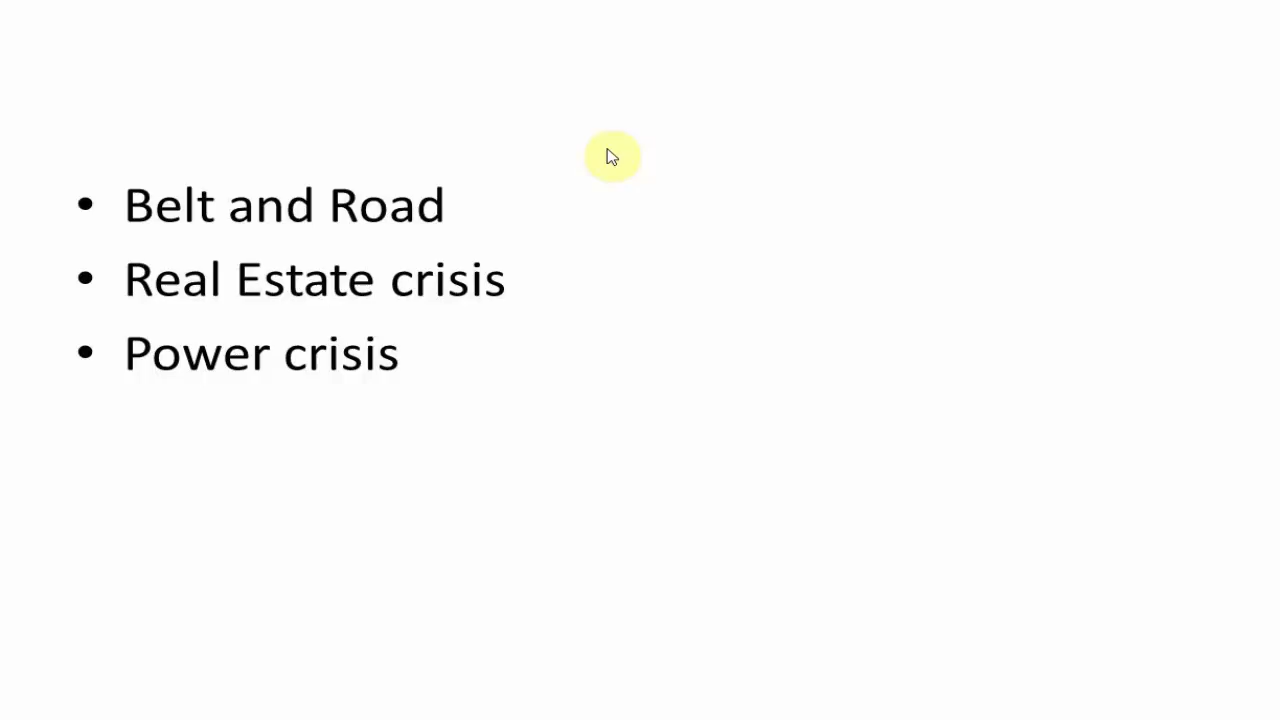 • Belt and Road
• Real Estate crisis
• Power crisis